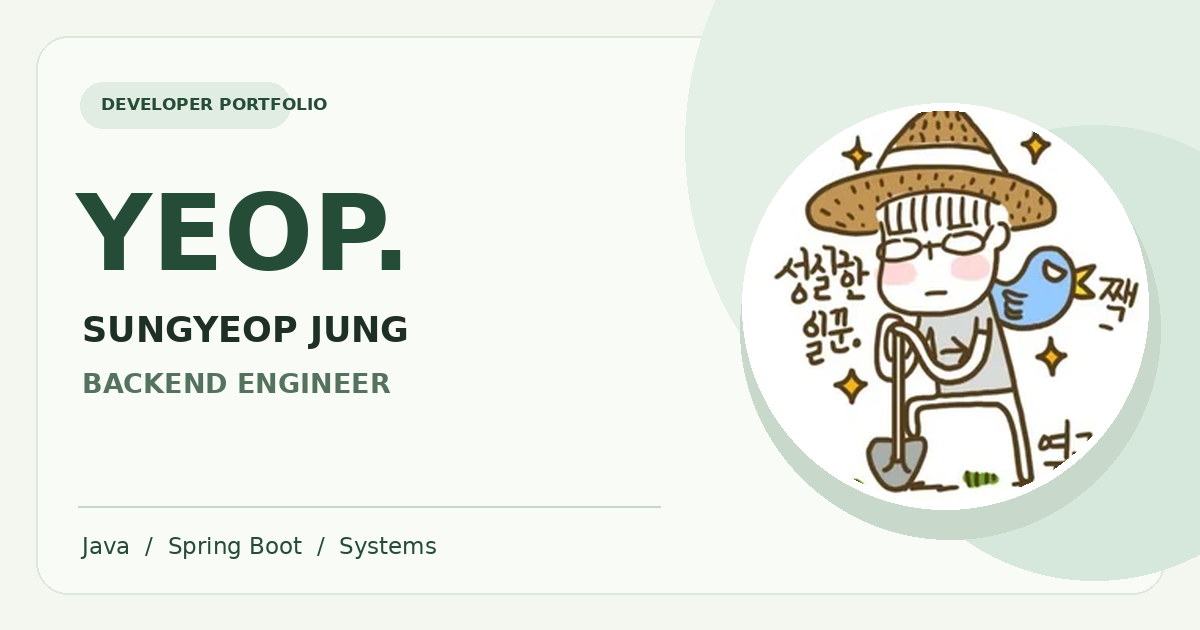 DEVELOPER PORTFOLIO
YEOP.
SUNGYEOP JUNG
BACKEND ENGINEER
Java / Spring Boot / Systems
성실한
일꾼.
짹